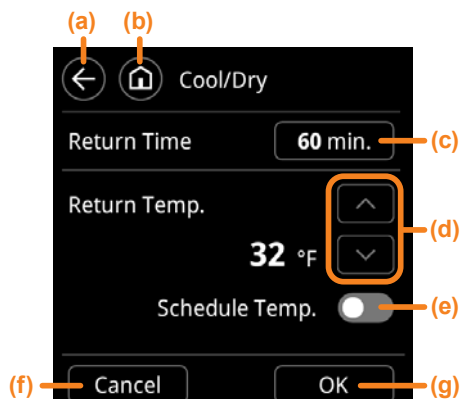 (a) (b)
Cool/Dry
Return Time 60 min. (c)
Return Temp.
(d)
32 °F
Schedule Temp. (e)
(f) Cancel OK (g)